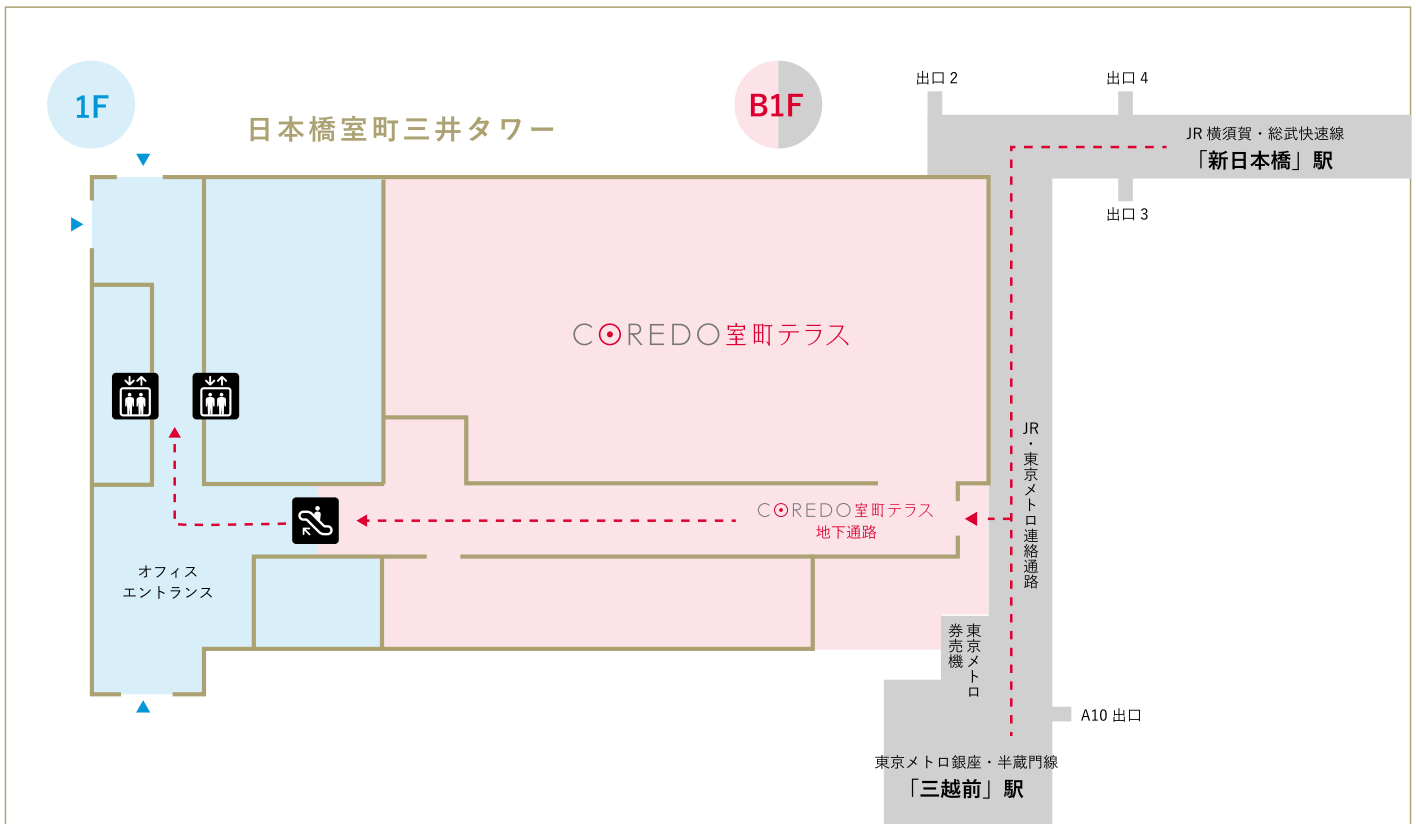 1F
日本橋室町三井タワー
B1F
出口 2
出口 4
JR 横須賀・総武快速線
「新日本橋」駅
出口 3
COREDO室町テラス
JR・東京メトロ連絡通路
COREDO室町テラス
地下通路
オフィス
エントランス
東京メトロ
券売機
A10 出口
東京メトロ銀座・半蔵門線
「三越前」駅